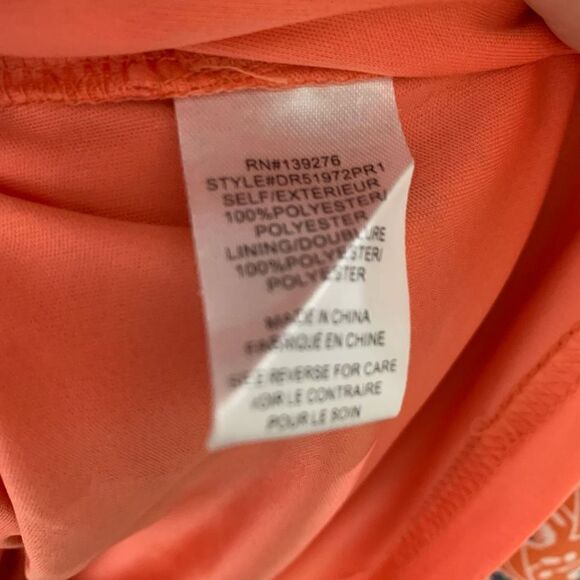 RN#139276
STYLE#DR51972PR1
SELF/EXTERIEUR
100%POLYESTER/
POLYESTER
LINING/DOUBLURE
100%POLYESTER/
POLYESTER
MADE IN CHINA
FABRIQUE EN CHINE
SEE REVERSE FOR CARE
VOIR LE CONTRAIRE
POUR LE SOIN